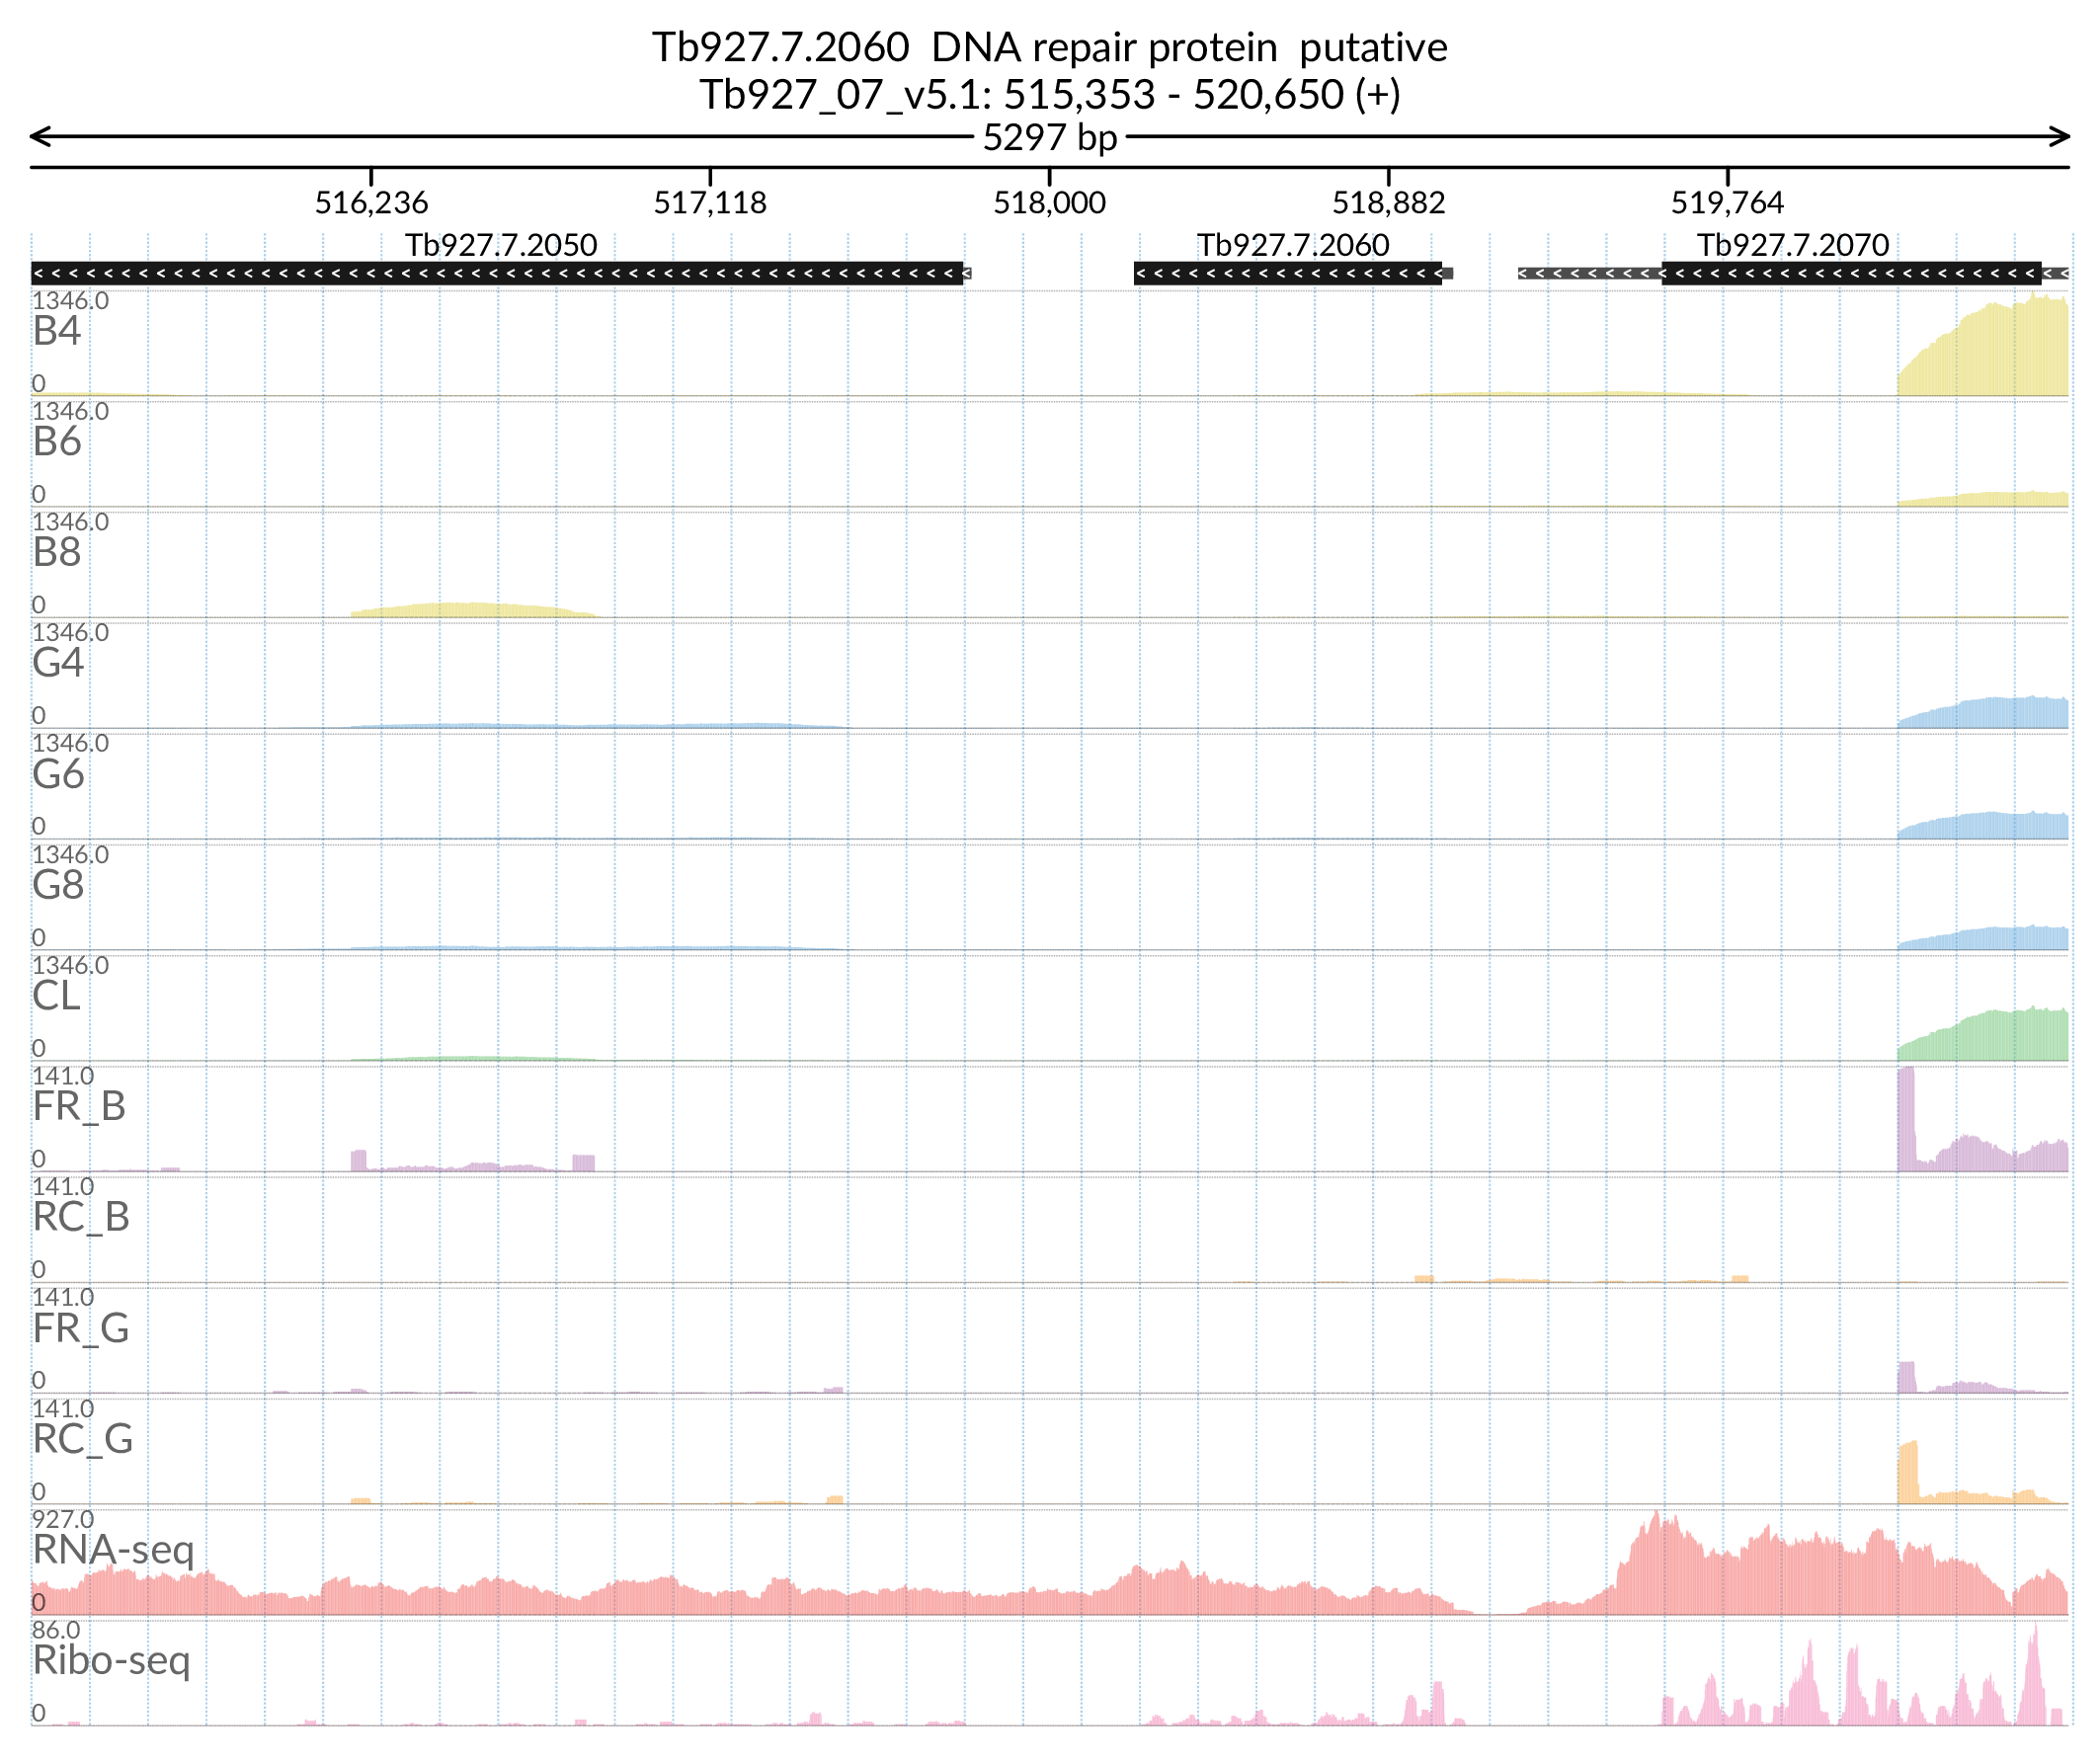 Tb927.7.2060 DNA repair protein putative
Tb927_07_v5.1: 515,353 - 520,650 (+)
5297 bp
516,236 517,118 518,000 518,882 519,764
Tb927.7.2050 Tb927.7.2060 Tb927.7.2070
1346.0
B4
0
1346.0
B6
0
1346.0
B8
0
1346.0
G4
0
1346.0
G6
0
1346.0
G8
0
1346.0
CL
0
141.0
FR_B
0
141.0
RC_B
0
141.0
FR_G
0
141.0
RC_G
0
927.0
RNA-seq
0
86.0
Ribo-seq
0